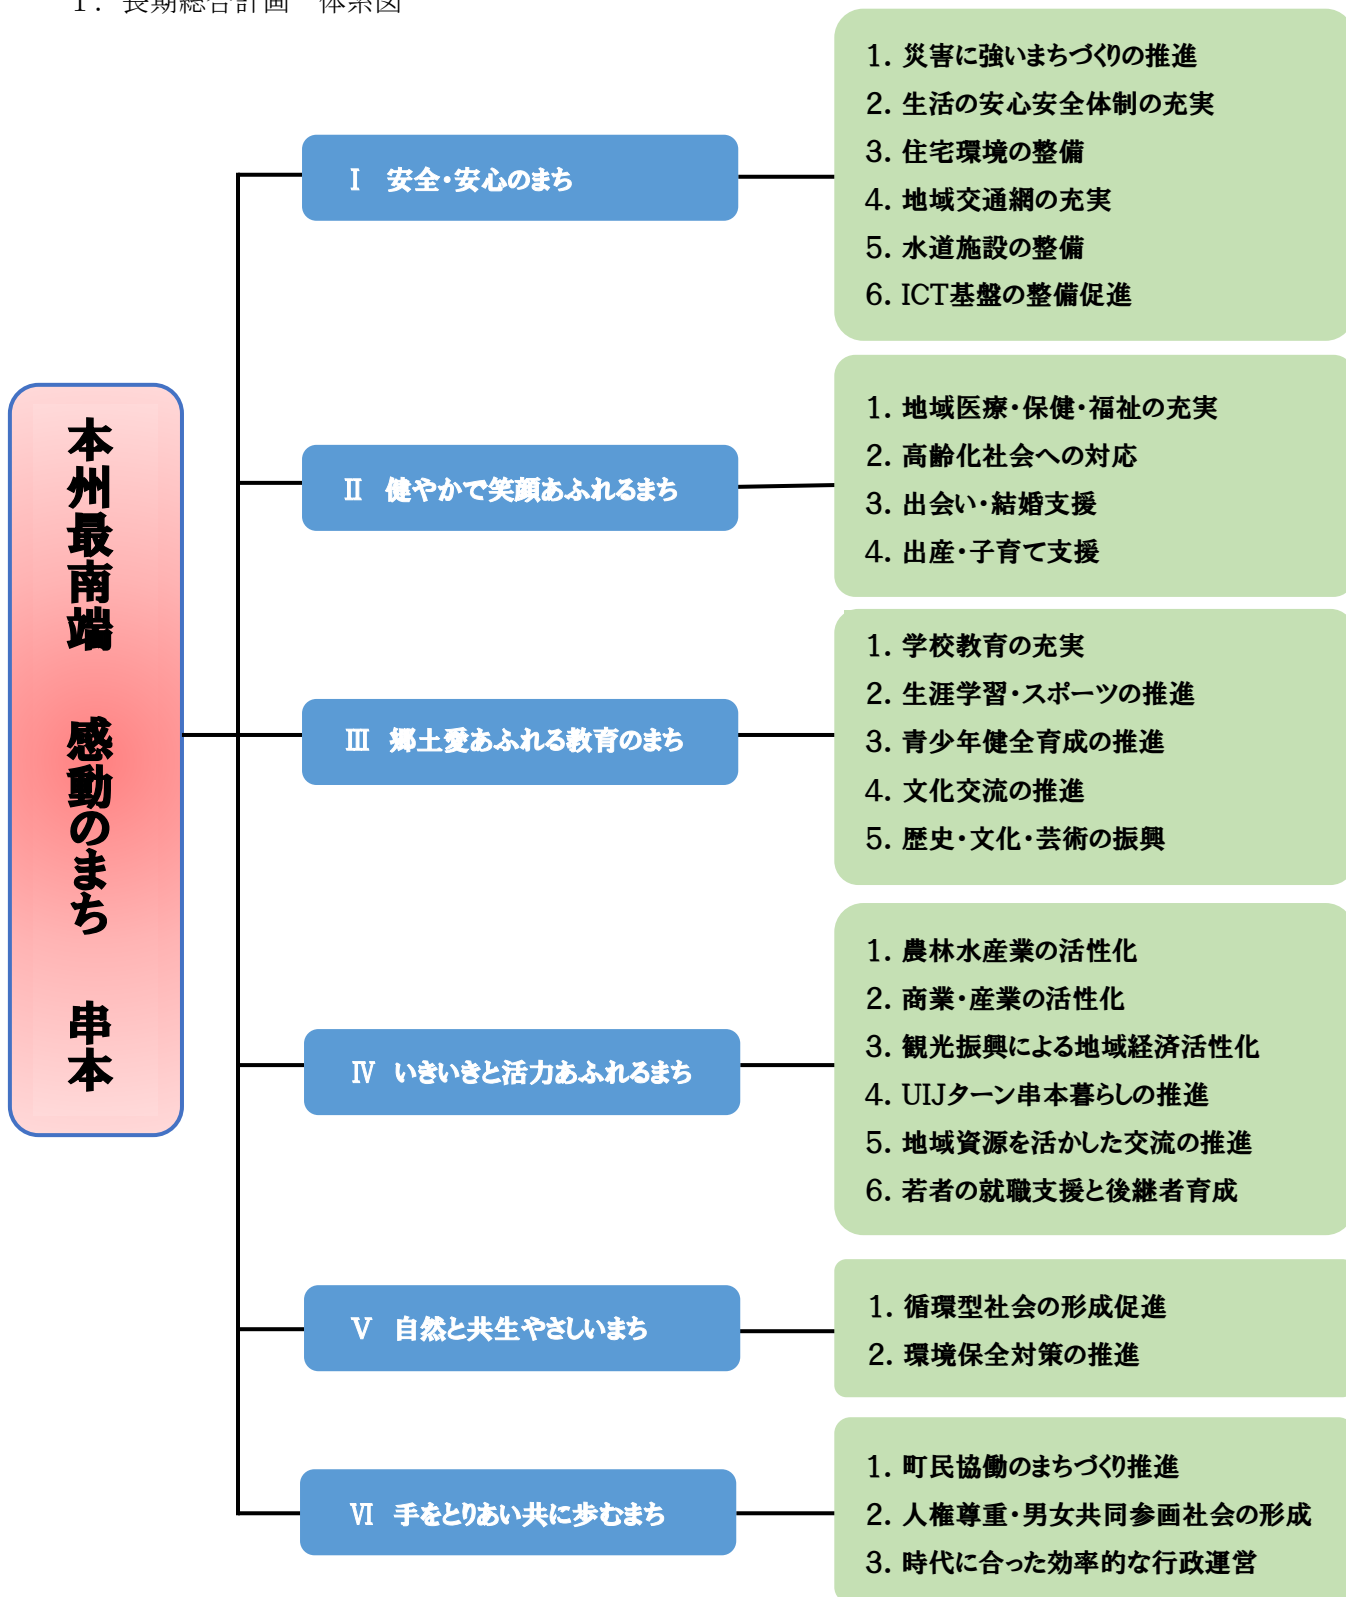 1. 長期総合計画 体系図
本州最南端 感動のまち 串本
Ⅰ 安全・安心のまち
1. 災害に強いまちづくりの推進
2. 生活の安心安全体制の充実
3. 住宅環境の整備
4. 地域交通網の充実
5. 水道施設の整備
6. ICT基盤の整備促進
Ⅱ 健やかで笑顔あふれるまち
1. 地域医療・保健・福祉の充実
2. 高齢化社会への対応
3. 出会い・結婚支援
4. 出産・子育て支援
Ⅲ 郷土愛あふれる教育のまち
1. 学校教育の充実
2. 生涯学習・スポーツの推進
3. 青少年健全育成の推進
4. 文化交流の推進
5. 歴史・文化・芸術の振興
Ⅳ いきいきと活力あふれるまち
1. 農林水産業の活性化
2. 商業・産業の活性化
3. 観光振興による地域経済活性化
4. UIJターン串本暮らしの推進
5. 地域資源を活かした交流の推進
6. 若者の就職支援と後継者育成
Ⅴ 自然と共生やさしいまち
1. 循環型社会の形成促進
2. 環境保全対策の推進
Ⅵ 手をとりあい共に歩むまち
1. 町民協働のまちづくり推進
2. 人権尊重・男女共同参画社会の形成
3. 時代に合った効率的な行政運営